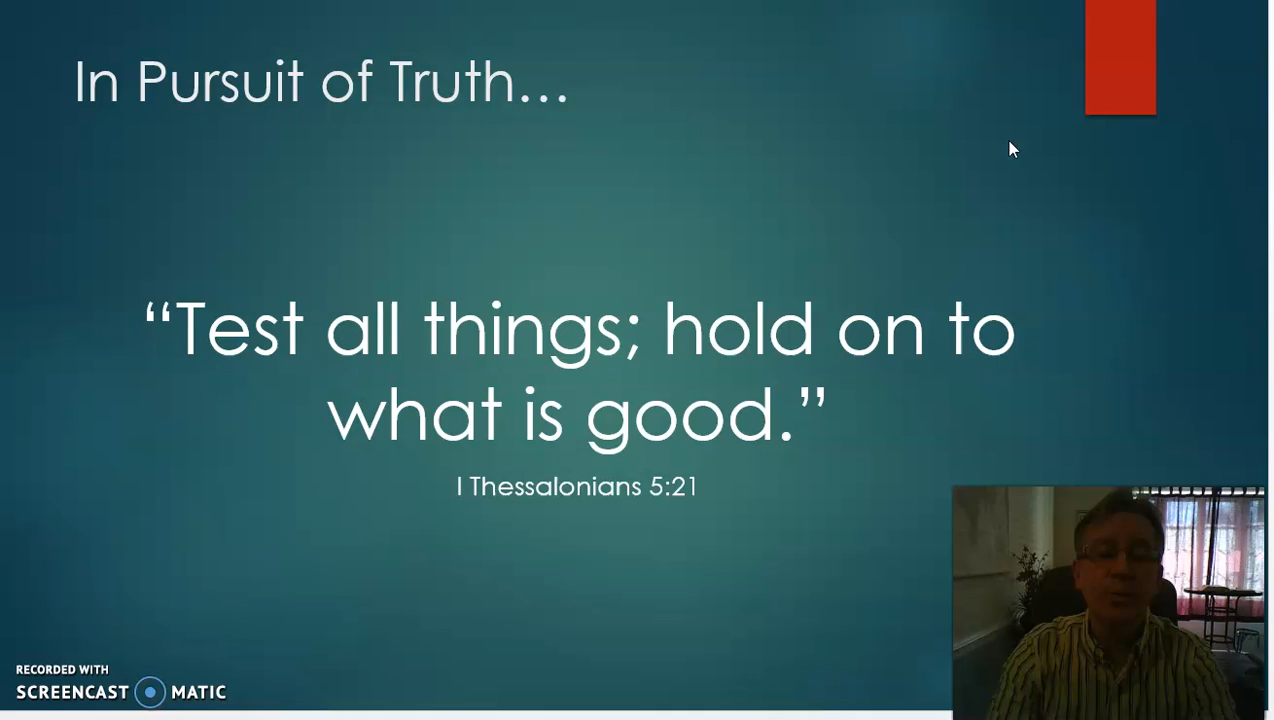 In Pursuit of Truth…
“Test all things; hold on to
what is good.”
I Thessalonians 5:21
RECORDED WITH
SCREENCAST MATIC